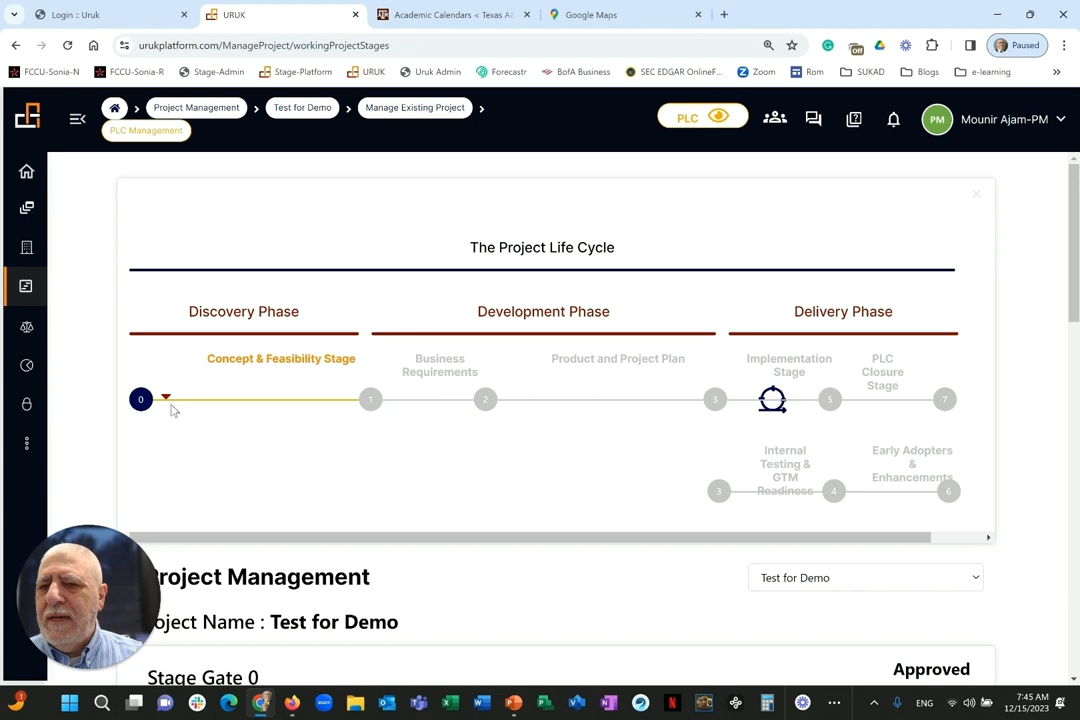 Login :: Uruk
URUK
Academic Calendars < Texas A&
Google Maps
urukplatform.com/ManageProject/workingProjectStages
Off
Paused
FCCU-Sonia-N
FCCU-Sonia-R
Stage-Admin
Stage-Platform
URUK
Uruk Admin
Forecastr
BofA Business
SEC EDGAR OnlineF...
Zoom
Rom
SUKAD
Blogs
e-learning
Project Management
Test for Demo
Manage Existing Project
PLC Management
PLC
PM
Mounir Ajam-PM
The Project Life Cycle
Discovery Phase
Development Phase
Delivery Phase
Concept & Feasibility Stage
Business
Requirements
Product and Project Plan
Implementation
Stage
PLC
Closure
Stage
0
1
2
3
5
7
Internal
Testing &
GTM
Readiness
Early Adopters
&
Enhancements
3
4
6
Project Management
Test for Demo
oject Name : Test for Demo
Stage Gate 0
Approved
1
ENG
7:45 AM
12/15/2023